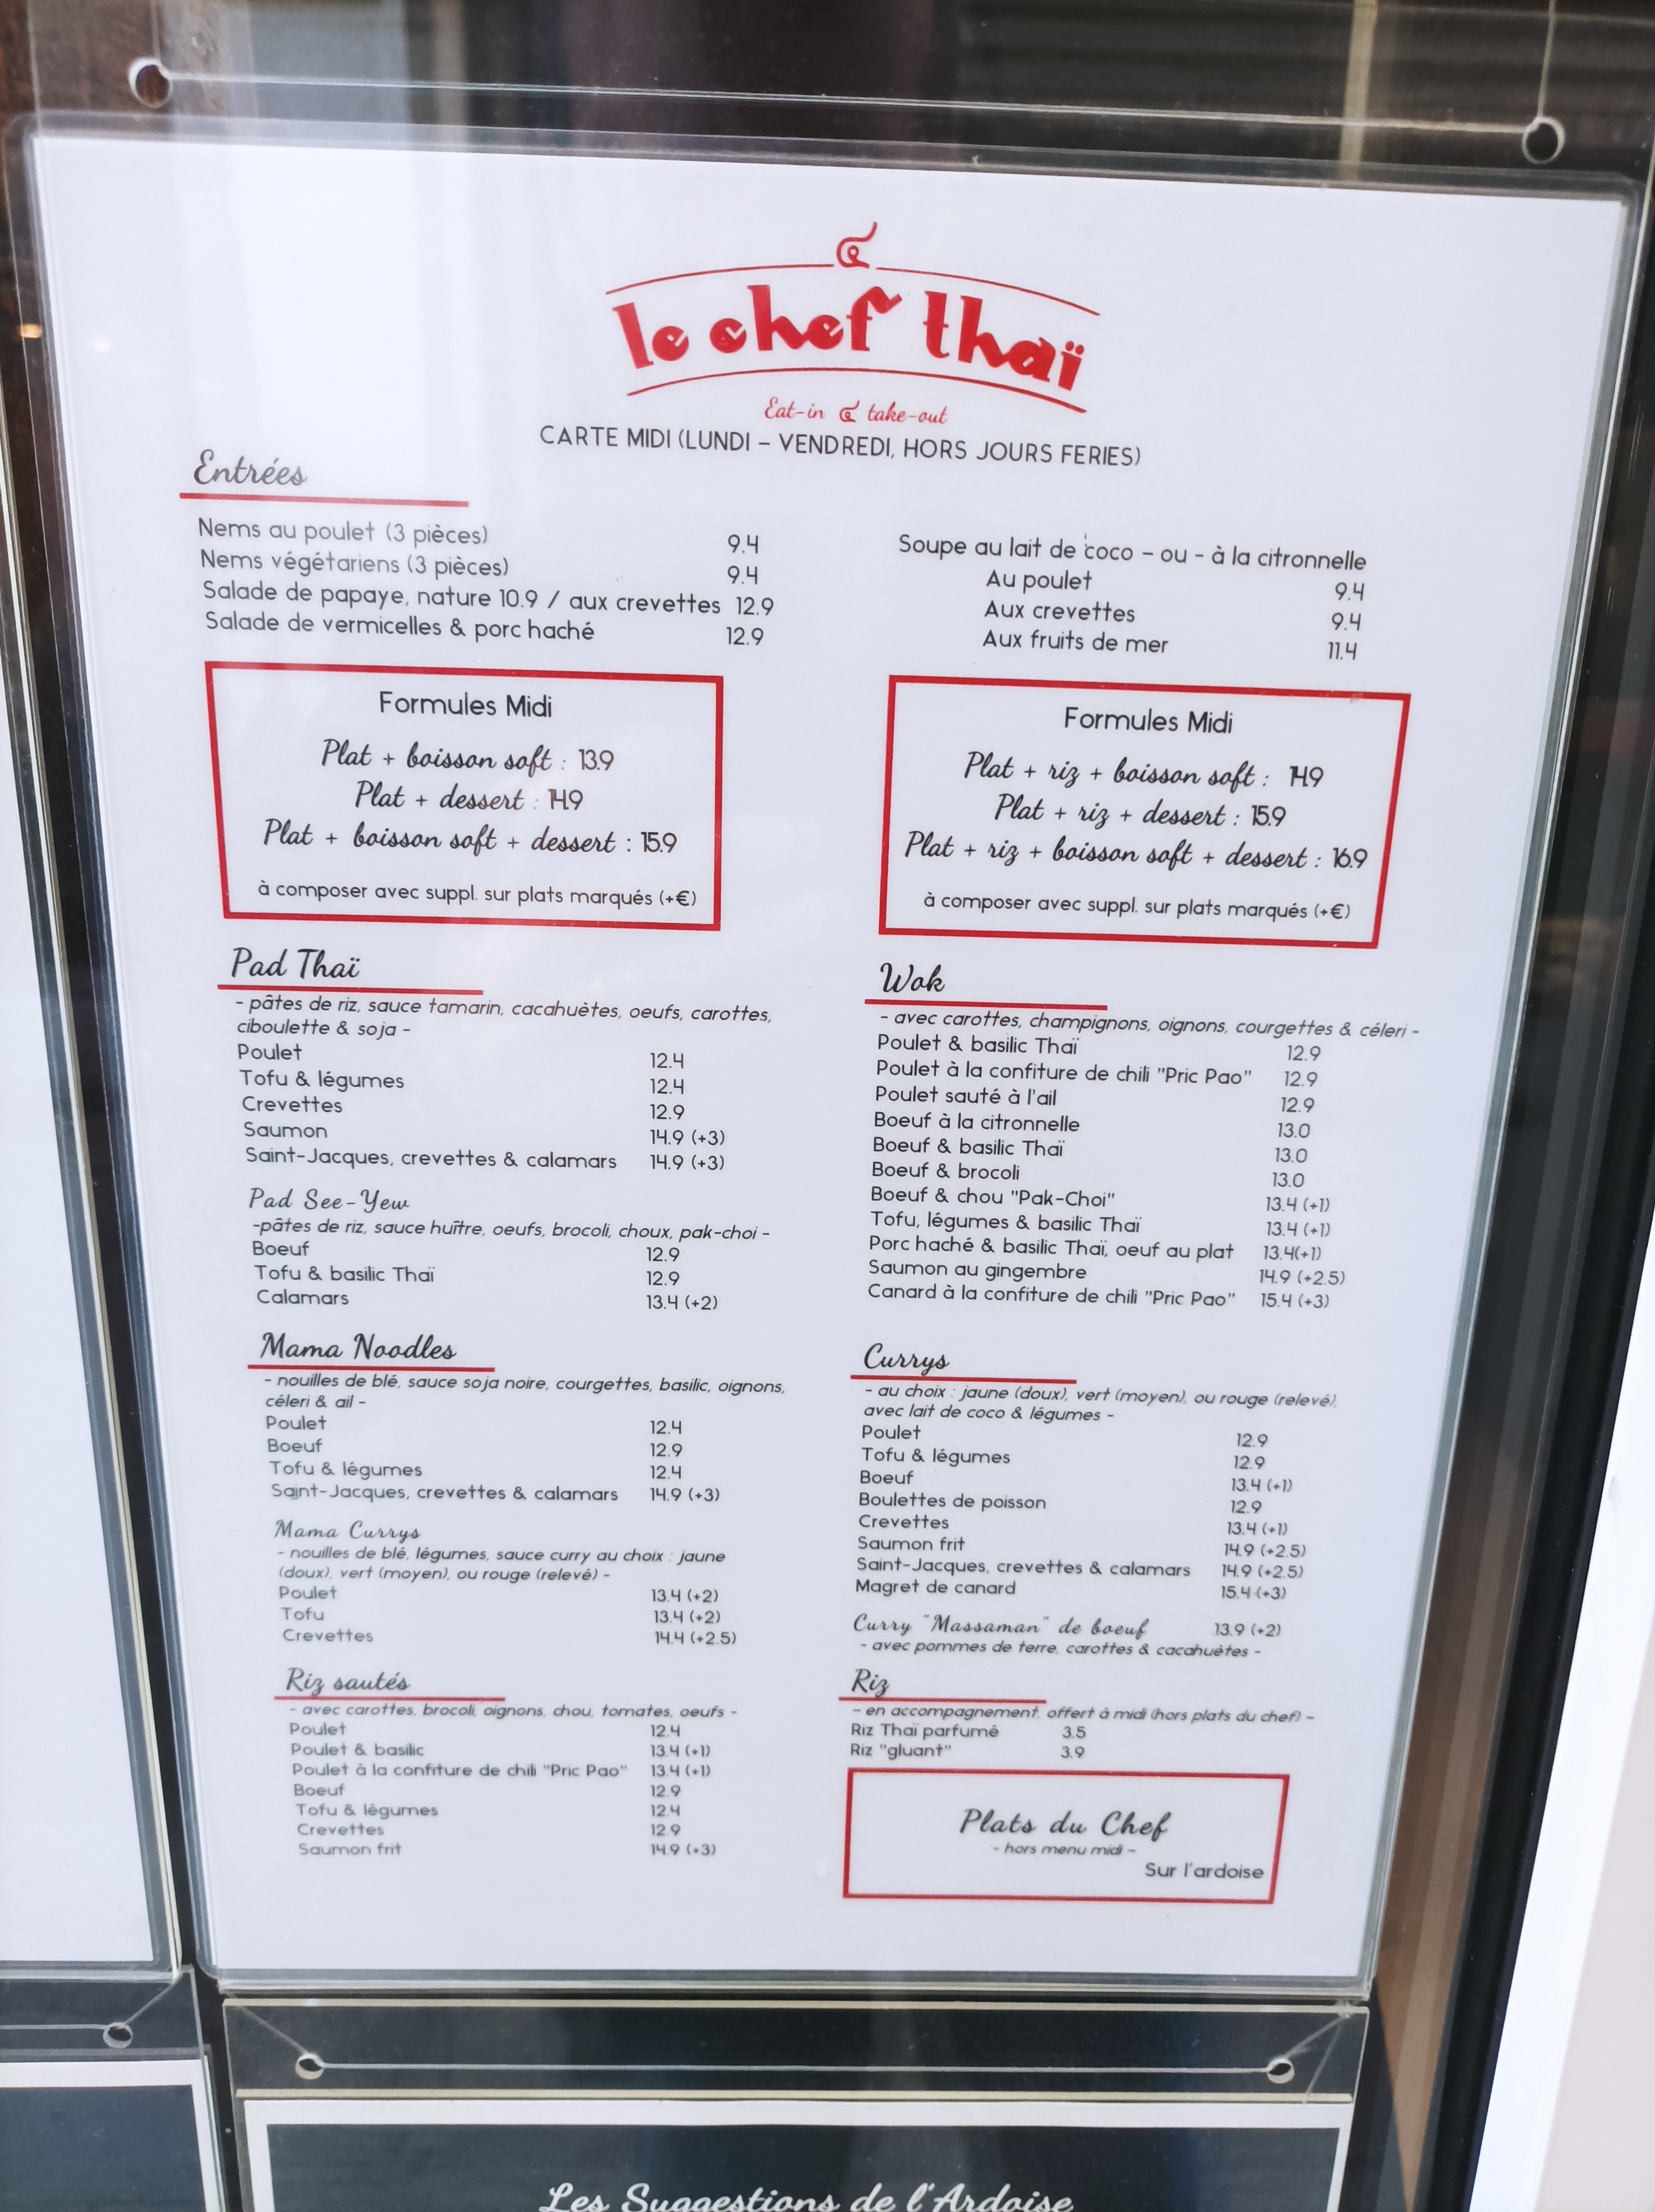 le chef thaï
Eat-in & take-out
CARTE MIDI (LUNDI – VENDREDI, HORS JOURS FERIES)
Entrées
Nems au poulet (3 pièces) 9.4
Nems végétariens (3 pièces) 9.4
Salade de papaye, nature 10.9 / aux crevettes 12.9
Salade de vermicelles & porc haché 12.9
Soupe au lait de coco – ou – à la citronnelle
Au poulet 9.4
Aux crevettes 9.4
Aux fruits de mer 11.4
Formules Midi
Plat + boisson soft : 13.9
Plat + dessert : 14.9
Plat + boisson soft + dessert : 15.9
à composer avec suppl. sur plats marqués (+€)
Formules Midi
Plat + riz + boisson soft : 14.9
Plat + riz + dessert : 15.9
Plat + riz + boisson soft + dessert : 16.9
à composer avec suppl. sur plats marqués (+€)
Pad Thaï
- pâtes de riz, sauce tamarin, cacahuètes, oeufs, carottes,
ciboulette & soja -
Poulet 12.4
Tofu & légumes 12.4
Crevettes 12.9
Saumon 14.9 (+3)
Saint-Jacques, crevettes & calamars 14.9 (+3)
Pad See-Yew
-pâtes de riz, sauce huître, oeufs, brocoli, choux, pak-choi -
Boeuf 12.9
Tofu & basilic Thaï 12.9
Calamars 13.4 (+2)
Mama Noodles
- nouilles de blé, sauce soja noire, courgettes, basilic, oignons,
céleri & ail -
Poulet 12.4
Boeuf 12.9
Tofu & légumes 12.4
Saint-Jacques, crevettes & calamars 14.9 (+3)
Mama Currys
- nouilles de blé, légumes, sauce curry au choix : jaune
(doux), vert (moyen), ou rouge (relevé) -
Poulet 13.4 (+2)
Tofu 13.4 (+2)
Crevettes 14.4 (+2.5)
Riz sautés
- avec carottes, brocoli, oignons, chou, tomates, oeufs -
Poulet 12.4
Poulet & basilic 13.4 (+1)
Poulet à la confiture de chili "Pric Pao" 13.4 (+1)
Boeuf 12.9
Tofu & légumes 12.4
Crevettes 12.9
Saumon frit 14.9 (+3)
Wok
- avec carottes, champignons, oignons, courgettes & céleri -
Poulet & basilic Thaï 12.9
Poulet à la confiture de chili "Pric Pao" 12.9
Poulet sauté à l'ail 12.9
Boeuf à la citronnelle 13.0
Boeuf & basilic Thaï 13.0
Boeuf & brocoli 13.0
Boeuf & chou "Pak-Choi" 13.4 (+1)
Tofu, légumes & basilic Thaï 13.4 (+1)
Porc haché & basilic Thaï, oeuf au plat 13.4(+1)
Saumon au gingembre 14.9 (+2.5)
Canard à la confiture de chili "Pric Pao" 15.4 (+3)
Currys
- au choix : jaune (doux), vert (moyen), ou rouge (relevé),
avec lait de coco & légumes -
Poulet 12.9
Tofu & légumes 12.9
Boeuf 13.4 (+1)
Boulettes de poisson 12.9
Crevettes 13.4 (+1)
Saumon frit 14.9 (+2.5)
Saint-Jacques, crevettes & calamars 14.9 (+2.5)
Magret de canard 15.4 (+3)
Curry "Massaman" de boeuf 13.9 (+2)
- avec pommes de terre, carottes & cacahuètes -
Riz
- en accompagnement, offert à midi (hors plats du chef) -
Riz Thaï parfumé 3.5
Riz "gluant" 3.9
Plats du Chef
- hors menu midi -
Sur l'ardoise
Les Suggestions de l'Ardoise